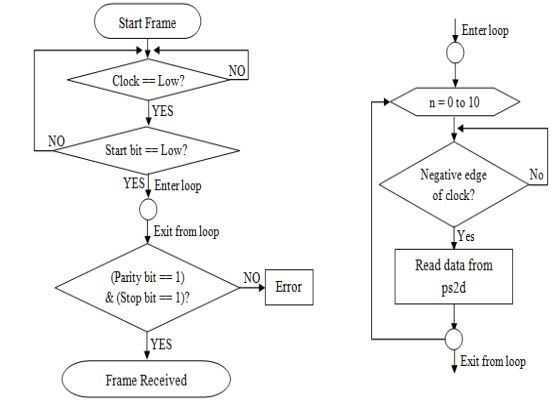 Start Frame
Clock == Low?
NO
YES
Start bit == Low?
NO
YES
Enter loop
Exit from loop
(Parity bit == 1)
& (Stop bit == 1)?
NO
Error
YES
Frame Received
Enter loop
n = 0 to 10
Negative edge
of clock?
No
Yes
Read data from
ps2d
Exit from loop